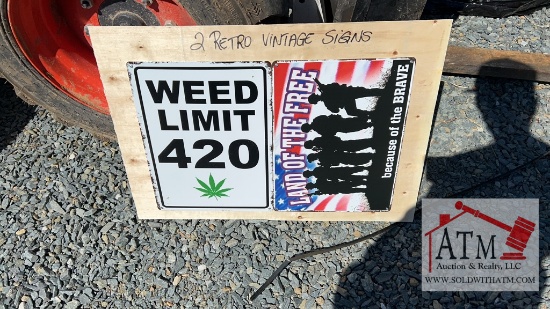 2 RETRO VINTAGE SIGNS
WEED
LIMIT
420
LAND OF THE FREE
because of the BRAVE
ATM
Auction & Realty, LLC
WWW.SOLDWITHATM.COM